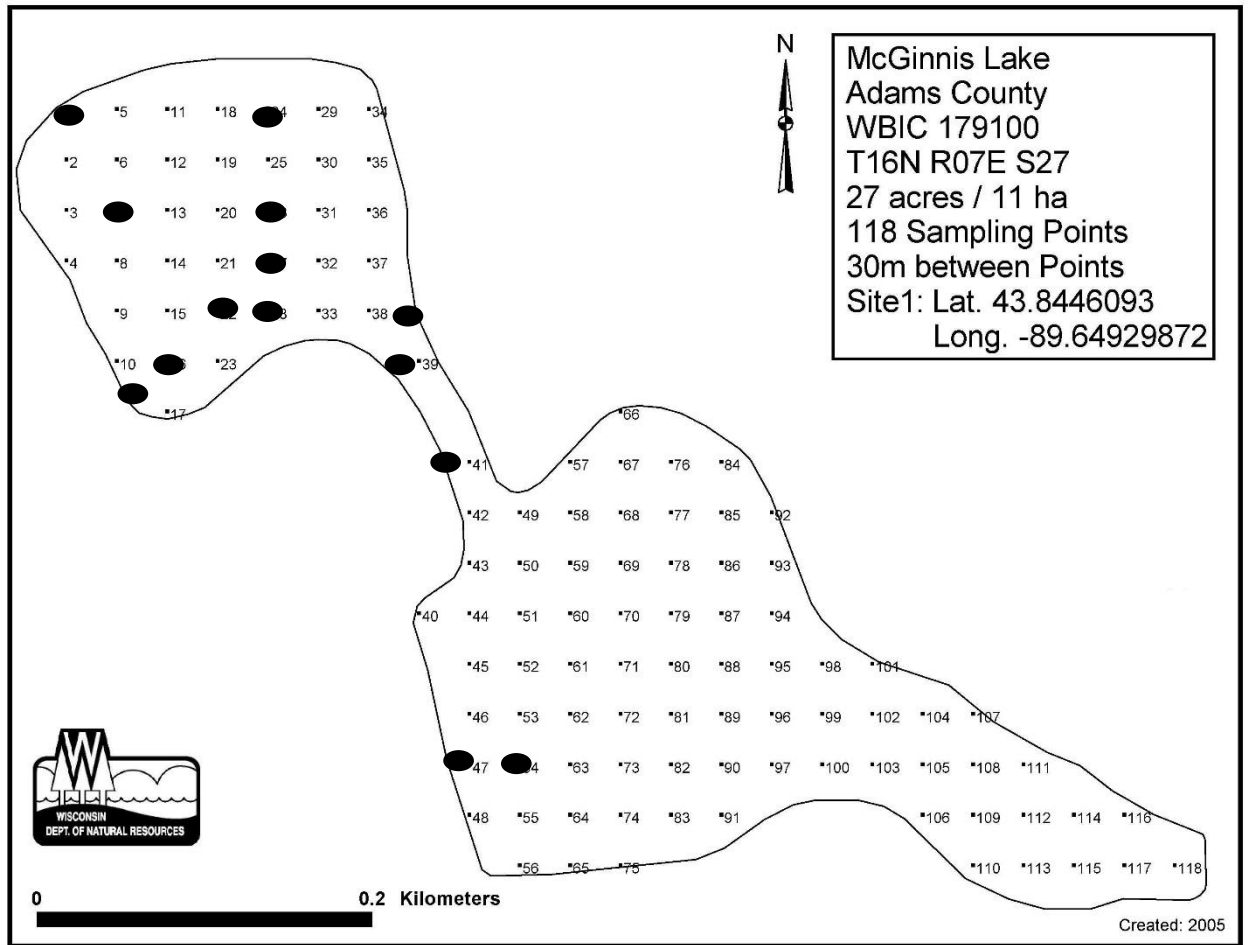 N
McGinnis Lake
Adams County
WBIC 179100
T16N R07E S27
27 acres / 11 ha
118 Sampling Points
30m between Points
Site1: Lat. 43.8446093
Long. -89.64929872
5 11 18 29 34
2 6 12 19 25 30 35
3 13 20 31 36
4 8 14 21 32 37
9 15 33 38
10 23 39
17 66
41 57 67 76 84
42 49 58 68 77 85 92
43 50 59 69 78 86 93
40 44 51 60 70 79 87 94
45 52 61 71 80 88 95 98 101
46 53 62 72 81 89 96 99 102 104 107
47 63 73 82 90 97 100 103 105 108 111
48 55 64 74 83 91 106 109 112 114 116
56 65 75 110 113 115 117 118
W
WISCONSIN
DEPT. OF NATURAL RESOURCES
0 0.2 Kilometers
Created: 2005